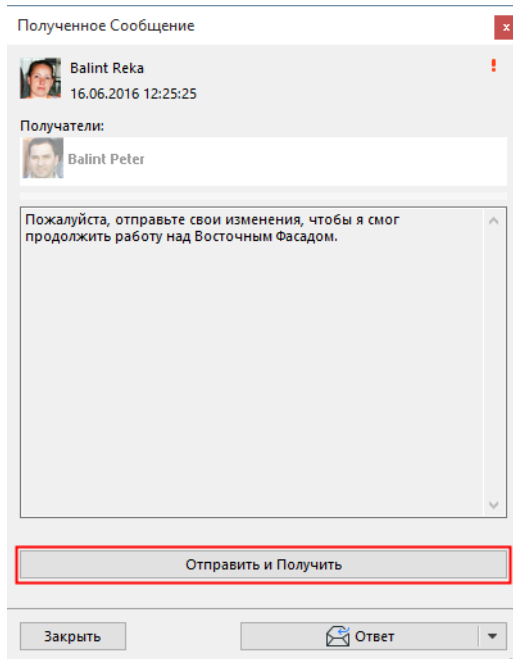 Полученное Сообщение
x
Balint Reka
16.06.2016 12:25:25
Получатели:
Balint Peter
Пожалуйста, отправьте свои изменения, чтобы я смог
продолжить работу над Восточным Фасадом.
Отправить и Получить
Закрыть
Ответ